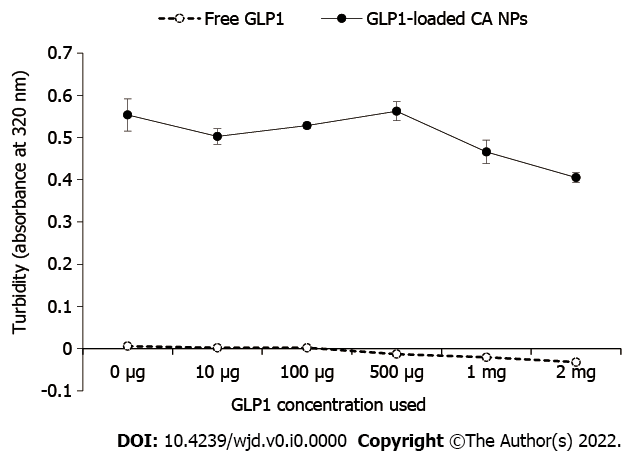 Free GLP1
GLP1-loaded CA NPs
Turbidity (absorbance at 320 nm)
0.7
0.6
0.5
0.4
0.3
0.2
0.1
0
-0.1
0 µg
10 µg
100 µg
500 µg
1 mg
2 mg
GLP1 concentration used
DOI: 10.4239/wjd.v0.i0.0000 Copyright ©The Author(s) 2022.